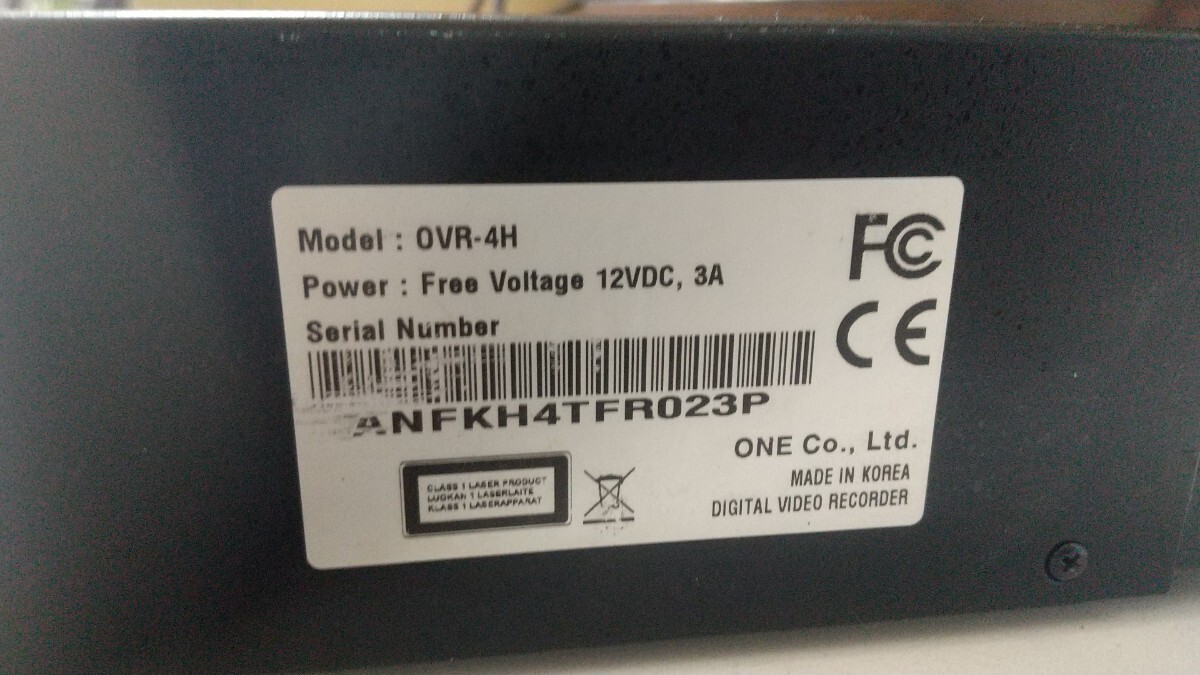 Model : OVR-4H
Power : Free Voltage 12VDC, 3A
Serial Number
ANFKH4TFR023P
FC
CE
ONE Co., Ltd.
MADE IN KOREA
DIGITAL VIDEO RECORDER
CLASS 1 LASER PRODUCT
LUOKAN 1 LASERLAITE
KLASS 1 LASERAPPARAT